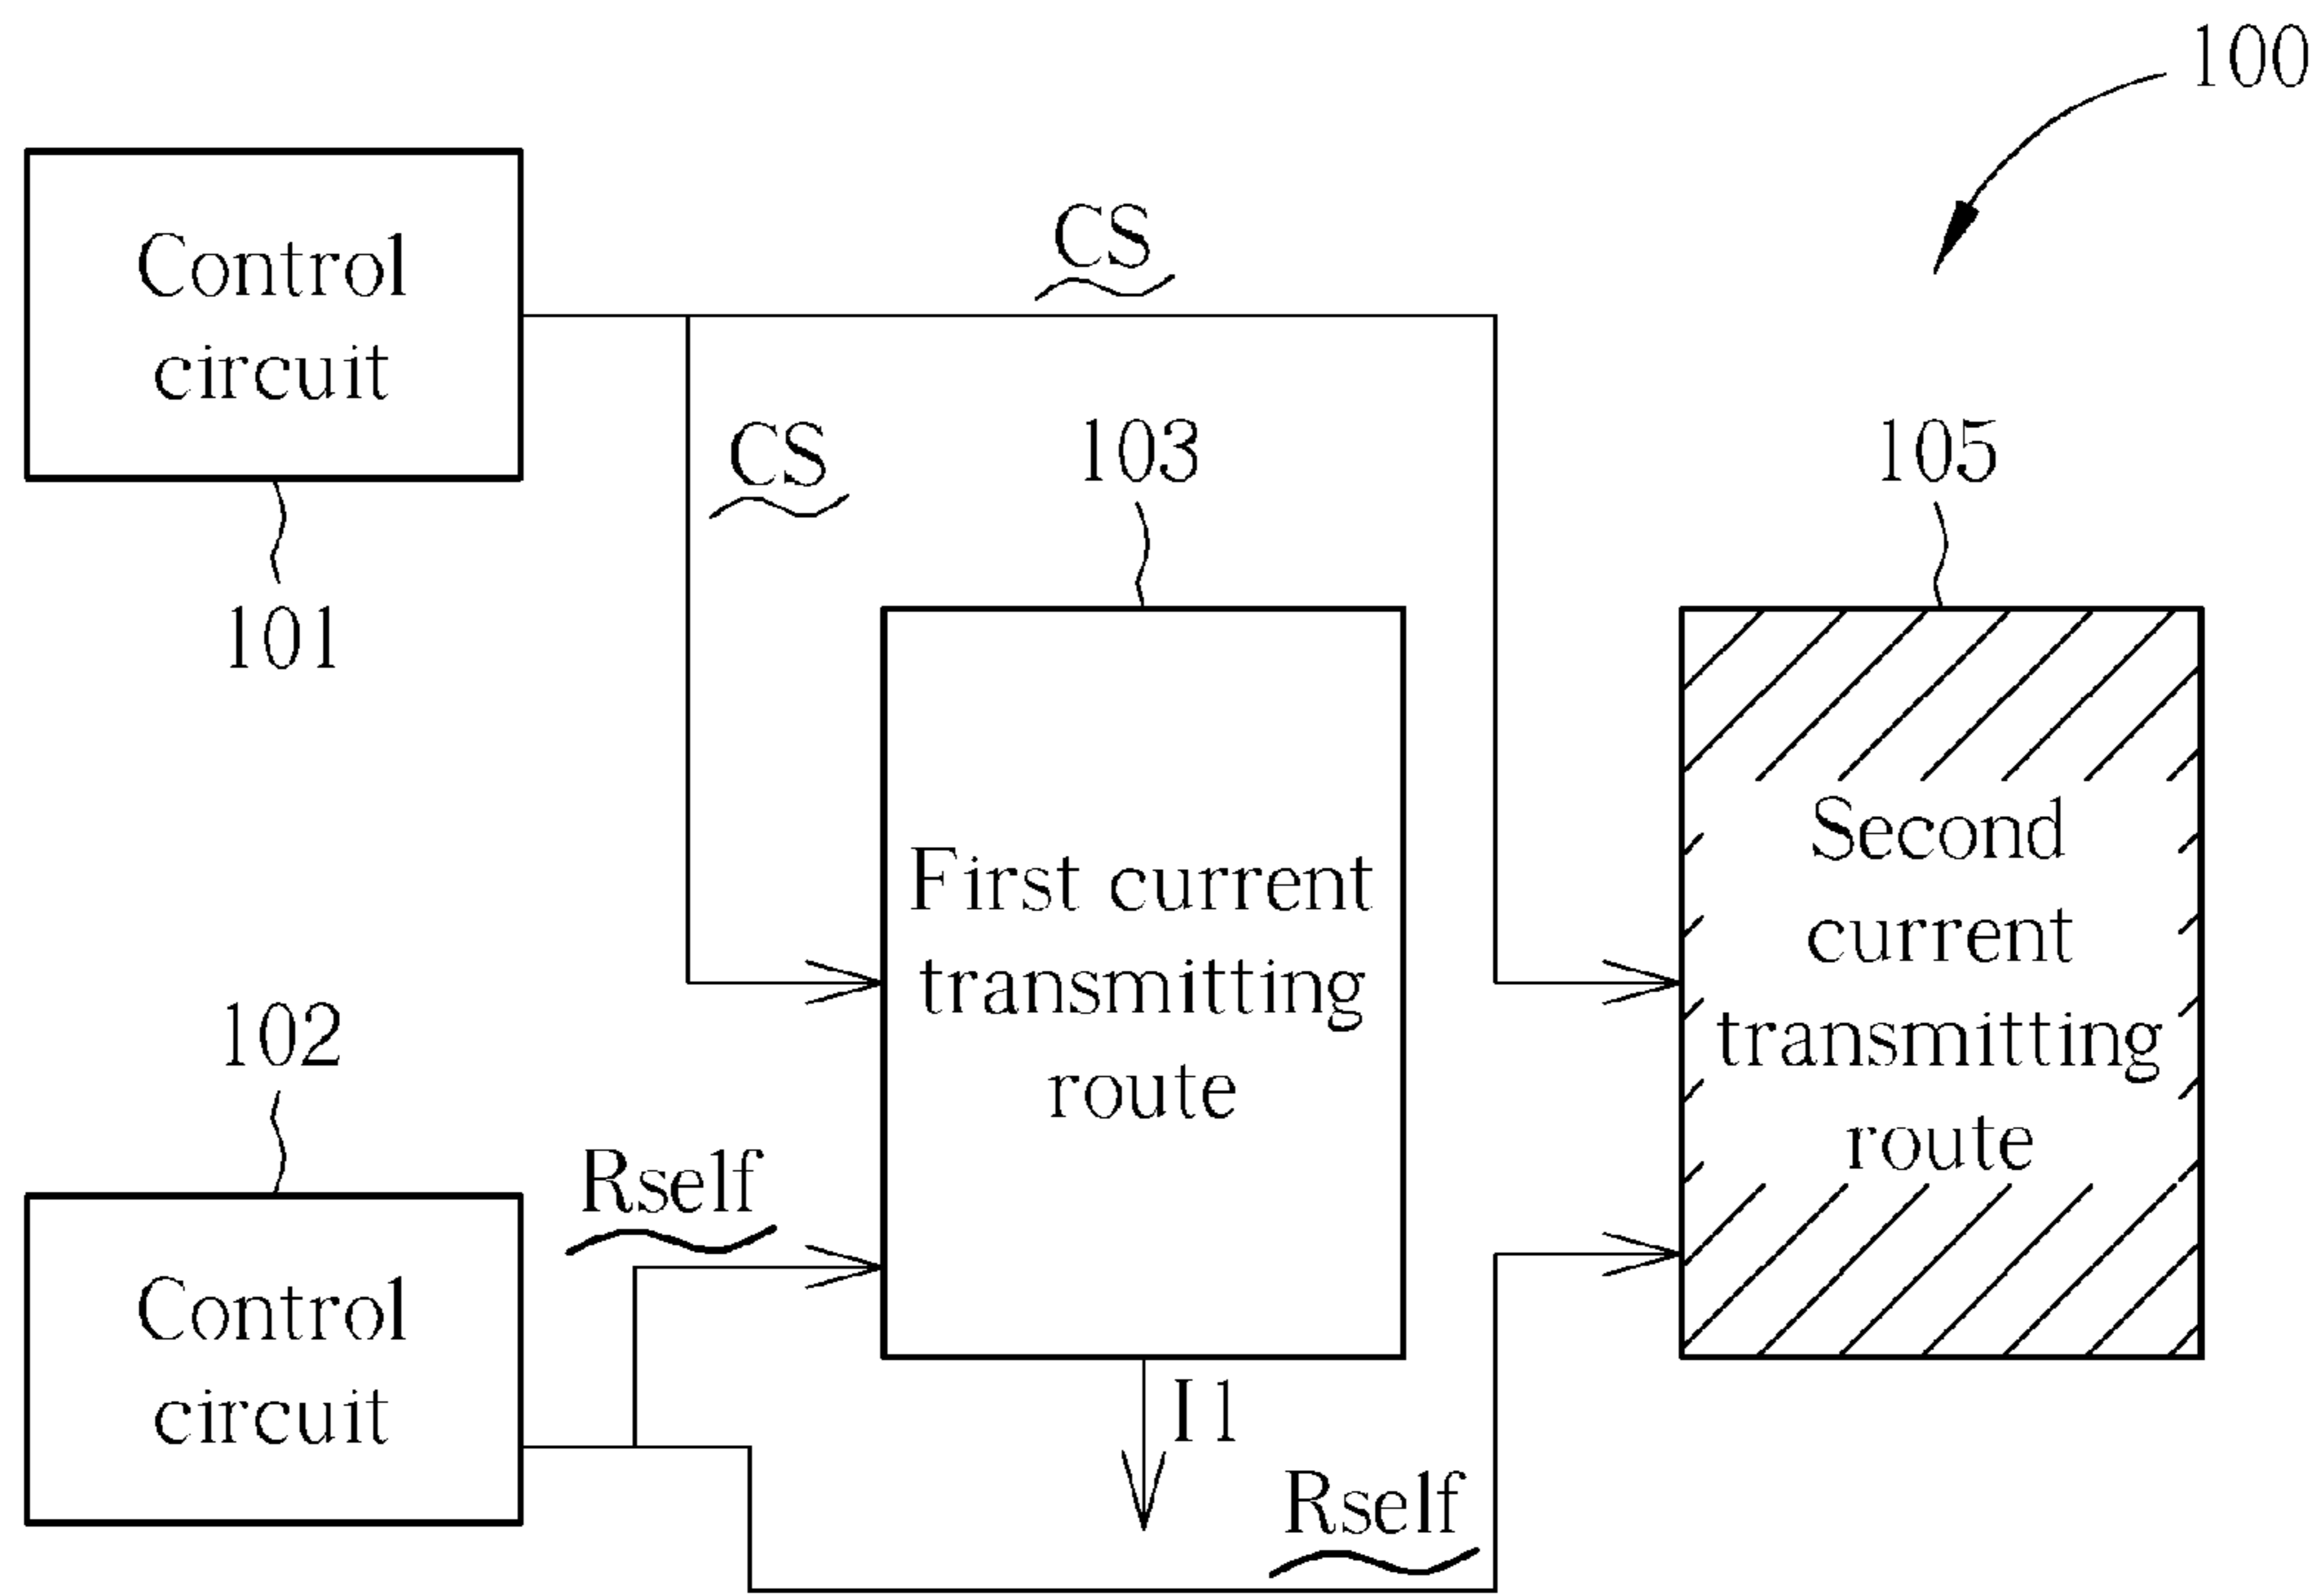 100
Control
circuit
101
CS
CS
103
105
First current
transmitting
route
Second
current
transmitting
route
102
Control
circuit
Rself
I1
Rself